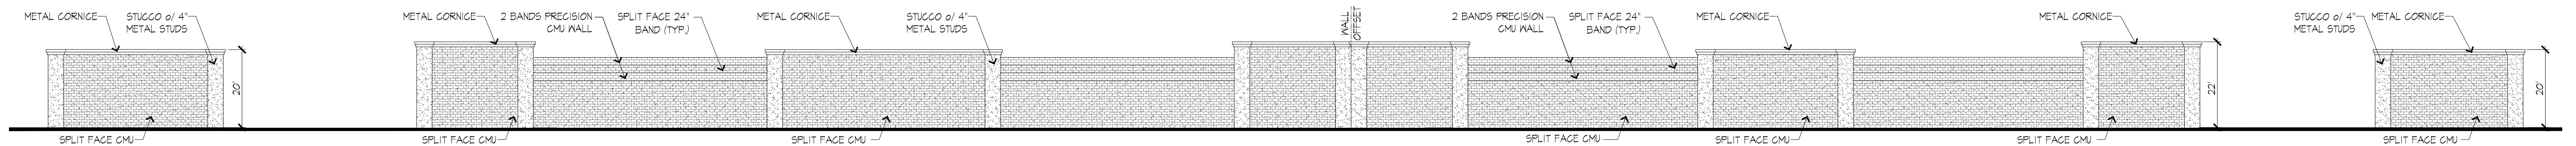 METAL CORNICE
STUCCO o/ 4"
METAL STUDS
METAL CORNICE
2 BANDS PRECISION
CMU WALL
SPLIT FACE 24"
BAND (TYP.)
METAL CORNICE
STUCCO o/ 4"
METAL STUDS
WALL
OFFSET
2 BANDS PRECISION
CMU WALL
SPLIT FACE 24"
BAND (TYP.)
METAL CORNICE
METAL CORNICE
STUCCO o/ 4"
METAL STUDS
METAL CORNICE
20'
22'
20'
SPLIT FACE CMU
SPLIT FACE CMU
SPLIT FACE CMU
SPLIT FACE CMU
SPLIT FACE CMU
SPLIT FACE CMU
SPLIT FACE CMU